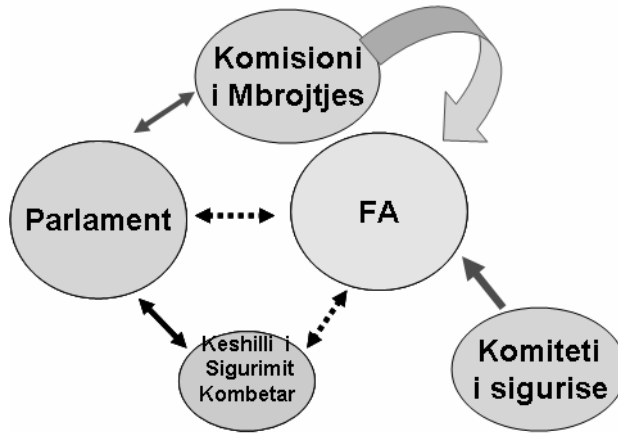 Komisioni
i Mbrojtjes
Parlament
FA
Keshilli i
Sigurimit
Kombetar
Komiteti
i sigurise